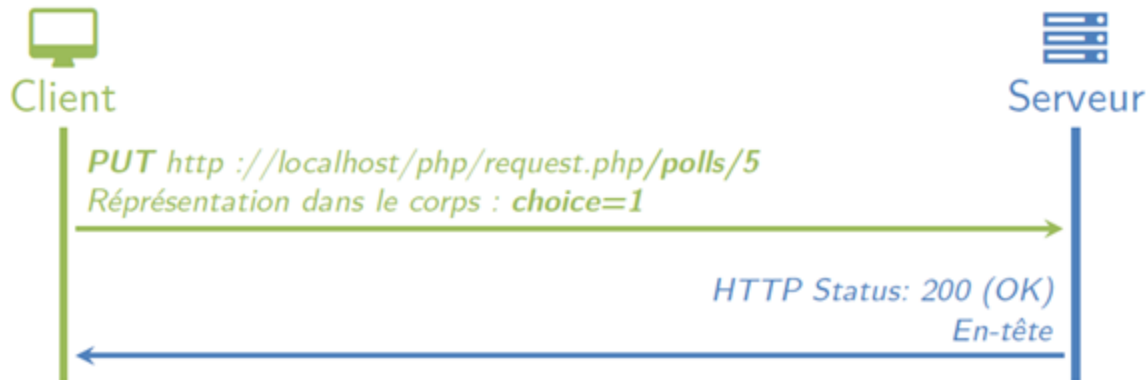 Client
Serveur
PUT http ://localhost/php/request.php/polls/5
Réprésentation dans le corps : choice=1
HTTP Status: 200 (OK)
En-tête